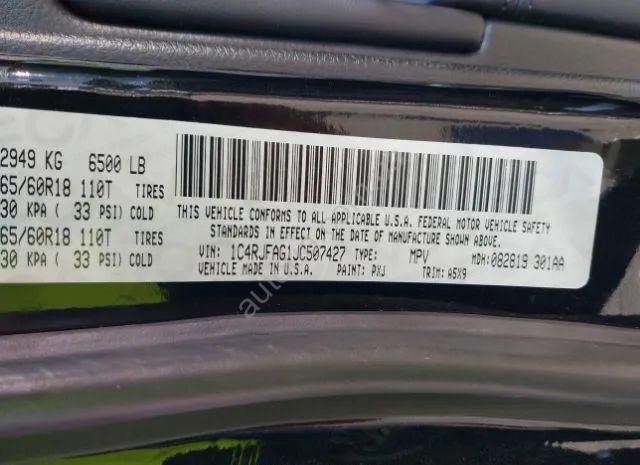 2949 KG 6500 LB
65/60R18 110T TIRES
30 KPA ( 33 PSI) COLD
65/60R18 110T TIRES
30 KPA ( 33 PSI) COLD
THIS VEHICLE CONFORMS TO ALL APPLICABLE U.S.A. FEDERAL MOTOR VEHICLE SAFETY
STANDARDS IN EFFECT ON THE DATE OF MANUFACTURE SHOWN ABOVE.
VIN: 1C4RJFAG1JC507427 TYPE: MPV MDH: 082819 301AA
VEHICLE MADE IN U.S.A. PAINT: PXJ TRIM: A5X9